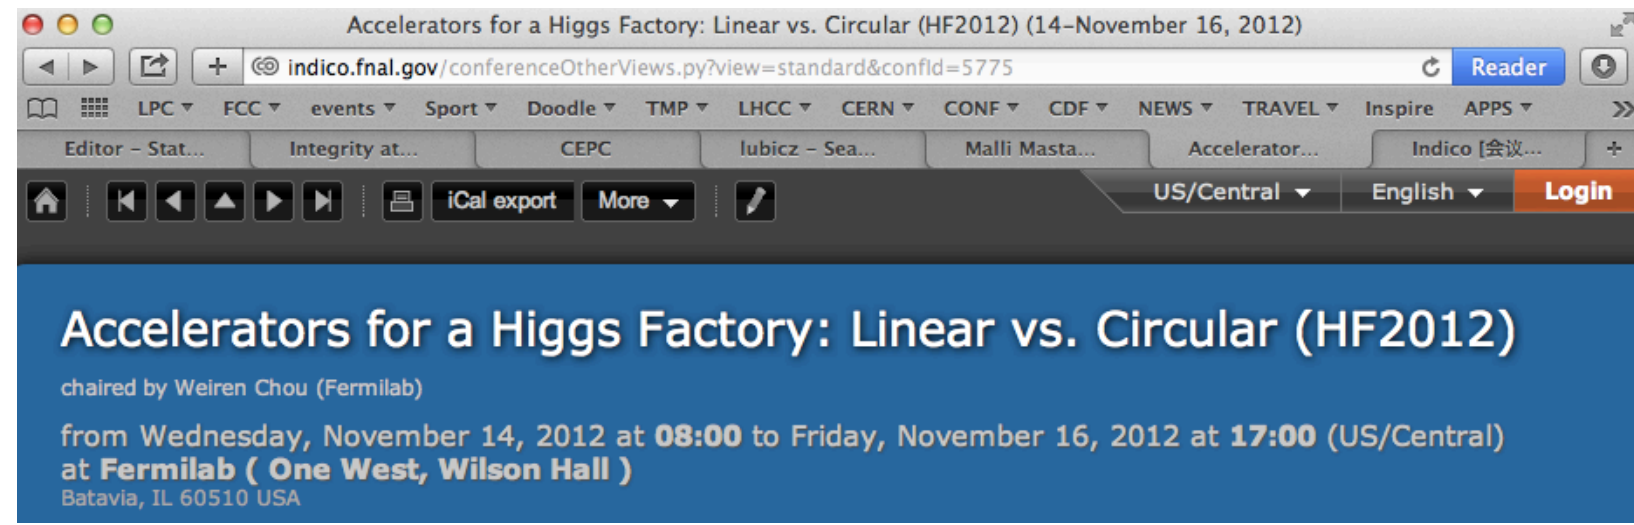 Accelerators for a Higgs Factory: Linear vs. Circular (HF2012) (14–November 16, 2012)
indico.fnal.gov/conferenceOtherViews.py?view=standard&confId=5775
Reader
LPC FCC events Sport Doodle TMP LHCC CERN CONF CDF NEWS TRAVEL Inspire APPS
Editor – Stat... Integrity at... CEPC lubicz – Sea... Malli Masta... Accelerator... Indico [会议...
iCal export More US/Central English Login
Accelerators for a Higgs Factory: Linear vs. Circular (HF2012)
chaired by Weiren Chou (Fermilab)
from Wednesday, November 14, 2012 at 08:00 to Friday, November 16, 2012 at 17:00 (US/Central)
at Fermilab ( One West, Wilson Hall )
Batavia, IL 60510 USA